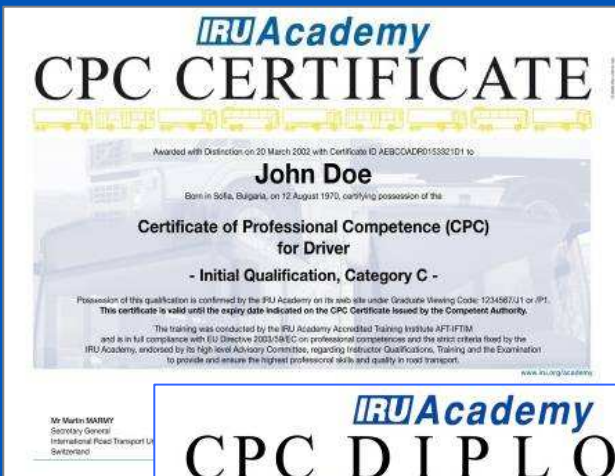 IRU Academy
CPC CERTIFICATE
Awarded with Distinction on 20 March 2002 with Certificate ID AEBCOADR0153321D1 to
John Doe
Born in Sofia, Bulgaria, on 12 August 1970, certifying possession of the
Certificate of Professional Competence (CPC)
for Driver
- Initial Qualification, Category C -
Possession of this qualification is confirmed by the IRU Academy on its web site under Graduate Viewing Code: 1234567/J1 or /P1.
This certificate is valid until the expiry date indicated on the CPC Certificate Issued by the Competent Authority.
The training was conducted by the IRU Academy Accredited Training Institute AFT-IFTIM
and is in full compliance with EU Directive 2003/59/EC on professional competences and the strict criteria fixed by the
IRU Academy, endorsed by its high level Advisory Committee, regarding Instructor Qualifications, Training and the Examination
to provide and ensure the highest professional skills and quality in road transport.
www.iru.org/academy
Mr Martin MARMY
Secretary General
International Road Transport Un
Switzerland
IRU Academy
CPC DIPLO